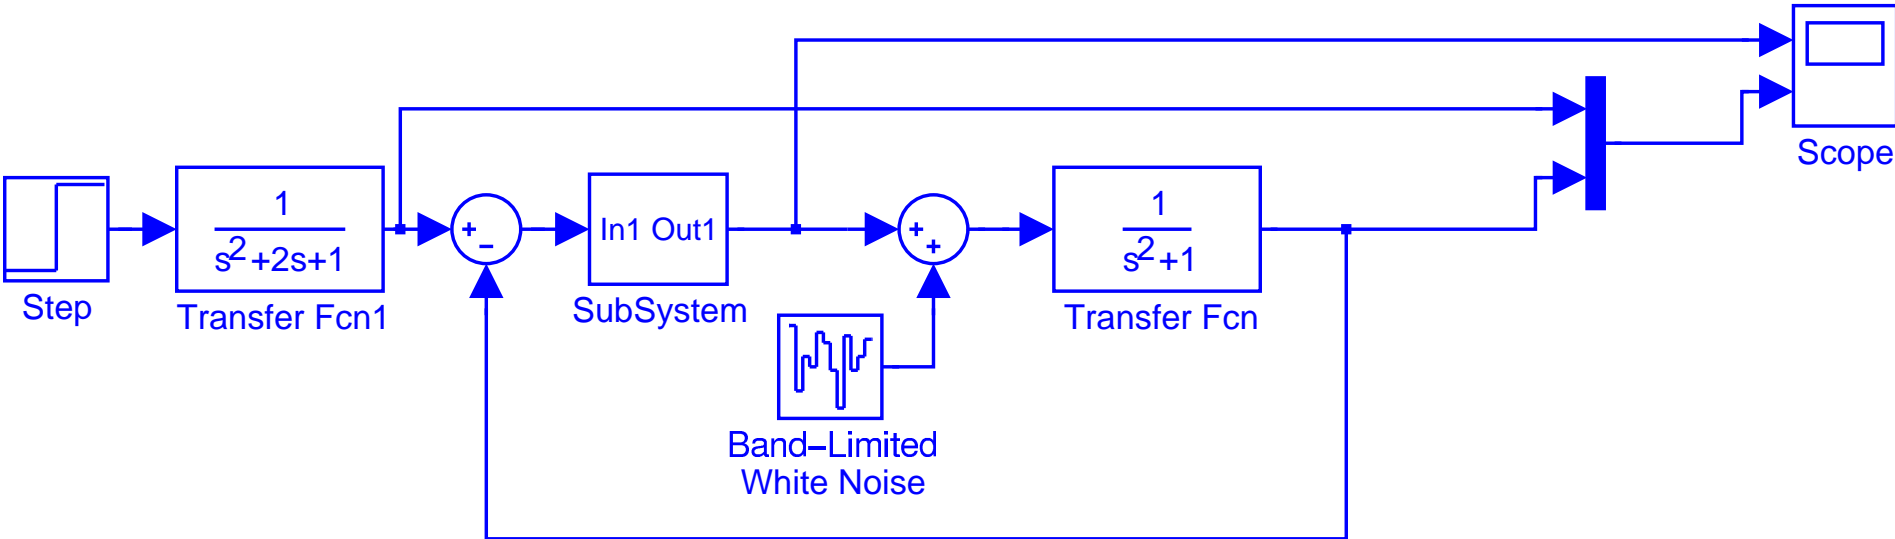 Scope
1
s²+2s+1
+
−
In1 Out1
+
+
1
s²+1
Step
Transfer Fcn1
SubSystem
Transfer Fcn
Band−Limited
White Noise